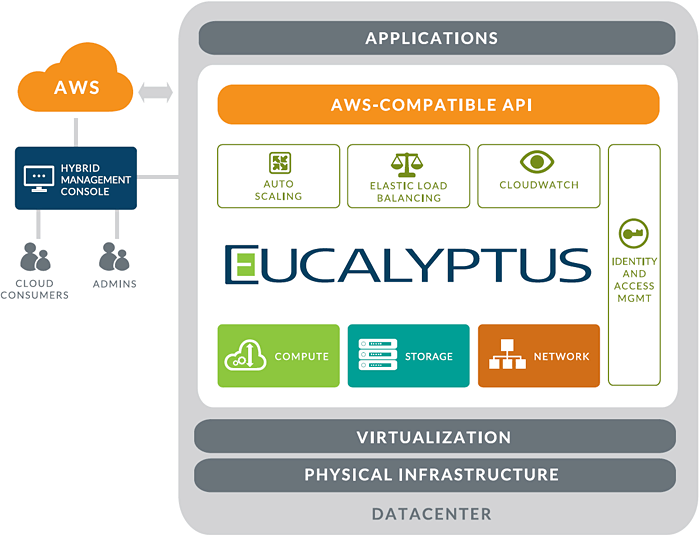 APPLICATIONS
AWS
AWS-COMPATIBLE API
HYBRID
MANAGEMENT
CONSOLE
AUTO
SCALING
ELASTIC LOAD
BALANCING
CLOUDWATCH
IDENTITY
AND
ACCESS
MGMT
EUCALYPTUS
CLOUD
CONSUMERS
ADMINS
COMPUTE
STORAGE
NETWORK
VIRTUALIZATION
PHYSICAL INFRASTRUCTURE
DATACENTER